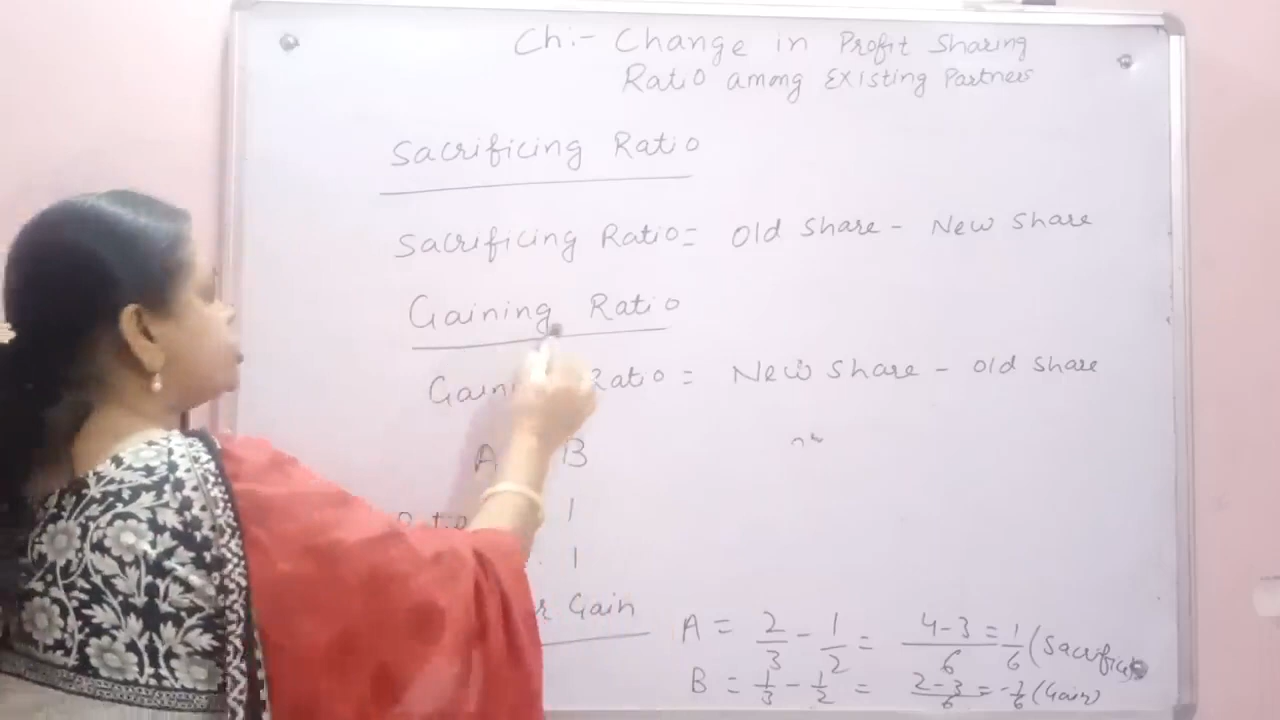 Ch:- Change in Profit Sharing
Ratio among Existing Partners
Sacrificing Ratio
Sacrificing Ratio = Old Share - New Share
Gaining Ratio
Ratio = New Share - Old Share
A B
1
1
Gain
A = 2/3 - 1/2 = 4-3/6 = 1/6 (Sacrifice)
B = 1/3 - 1/2 = 2-3/6 = -1/6 (Gain)